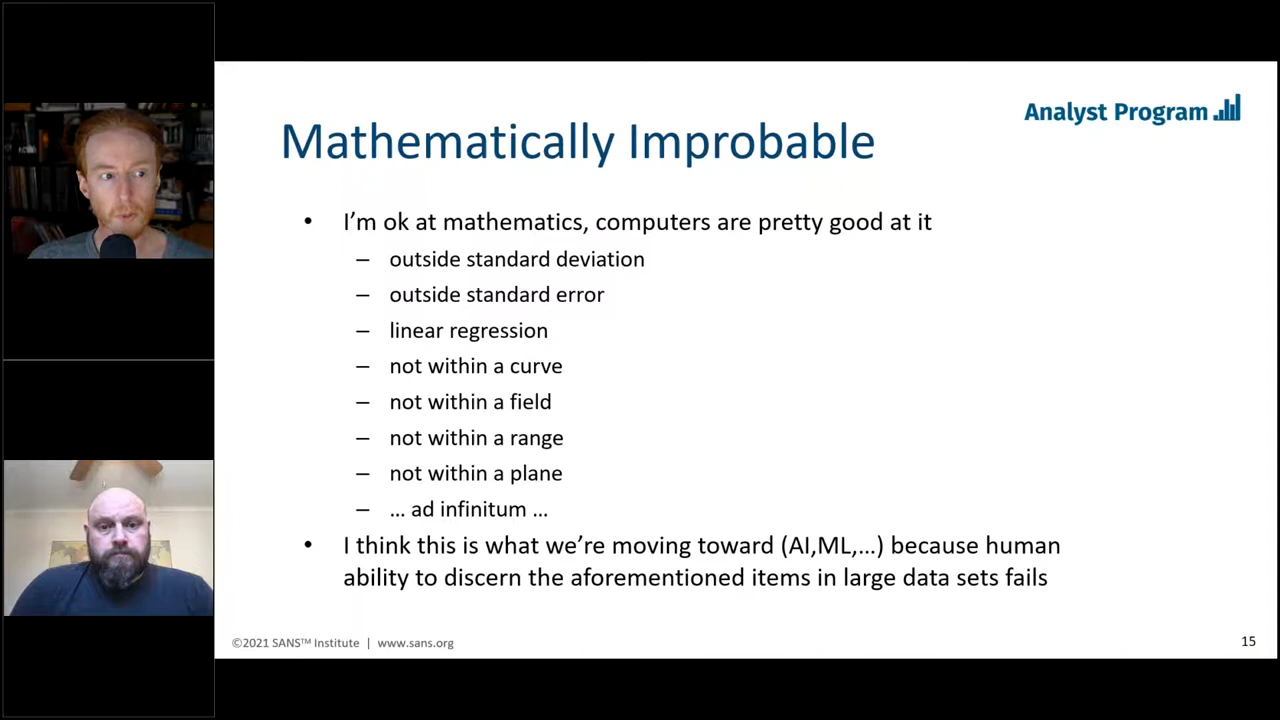 Analyst Program
Mathematically Improbable
• I’m ok at mathematics, computers are pretty good at it
– outside standard deviation
– outside standard error
– linear regression
– not within a curve
– not within a field
– not within a range
– not within a plane
– … ad infinitum …
• I think this is what we’re moving toward (AI,ML,…) because human
ability to discern the aforementioned items in large data sets fails
©2021 SANS™ Institute | www.sans.org
15